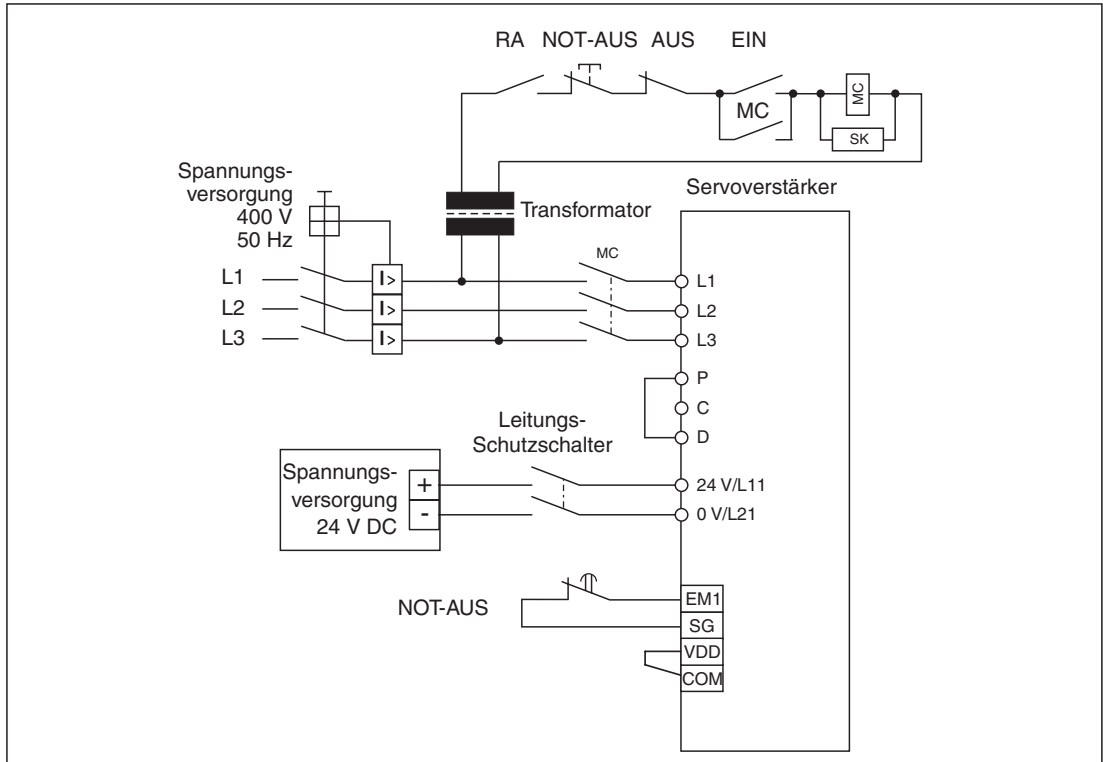 RA NOT-AUS AUS EIN
MC
MC
SK
Spannungs-
versorgung
400 V
50 Hz
Transformator
Servoverstärker
MC
L1 I> L1
L2 I> L2
L3 I> L3
P
C
D
Leitungs-
Schutzschalter
Spannungs-
versorgung
24 V DC
+
-
24 V/L11
0 V/L21
NOT-AUS
EM1
SG
VDD
COM